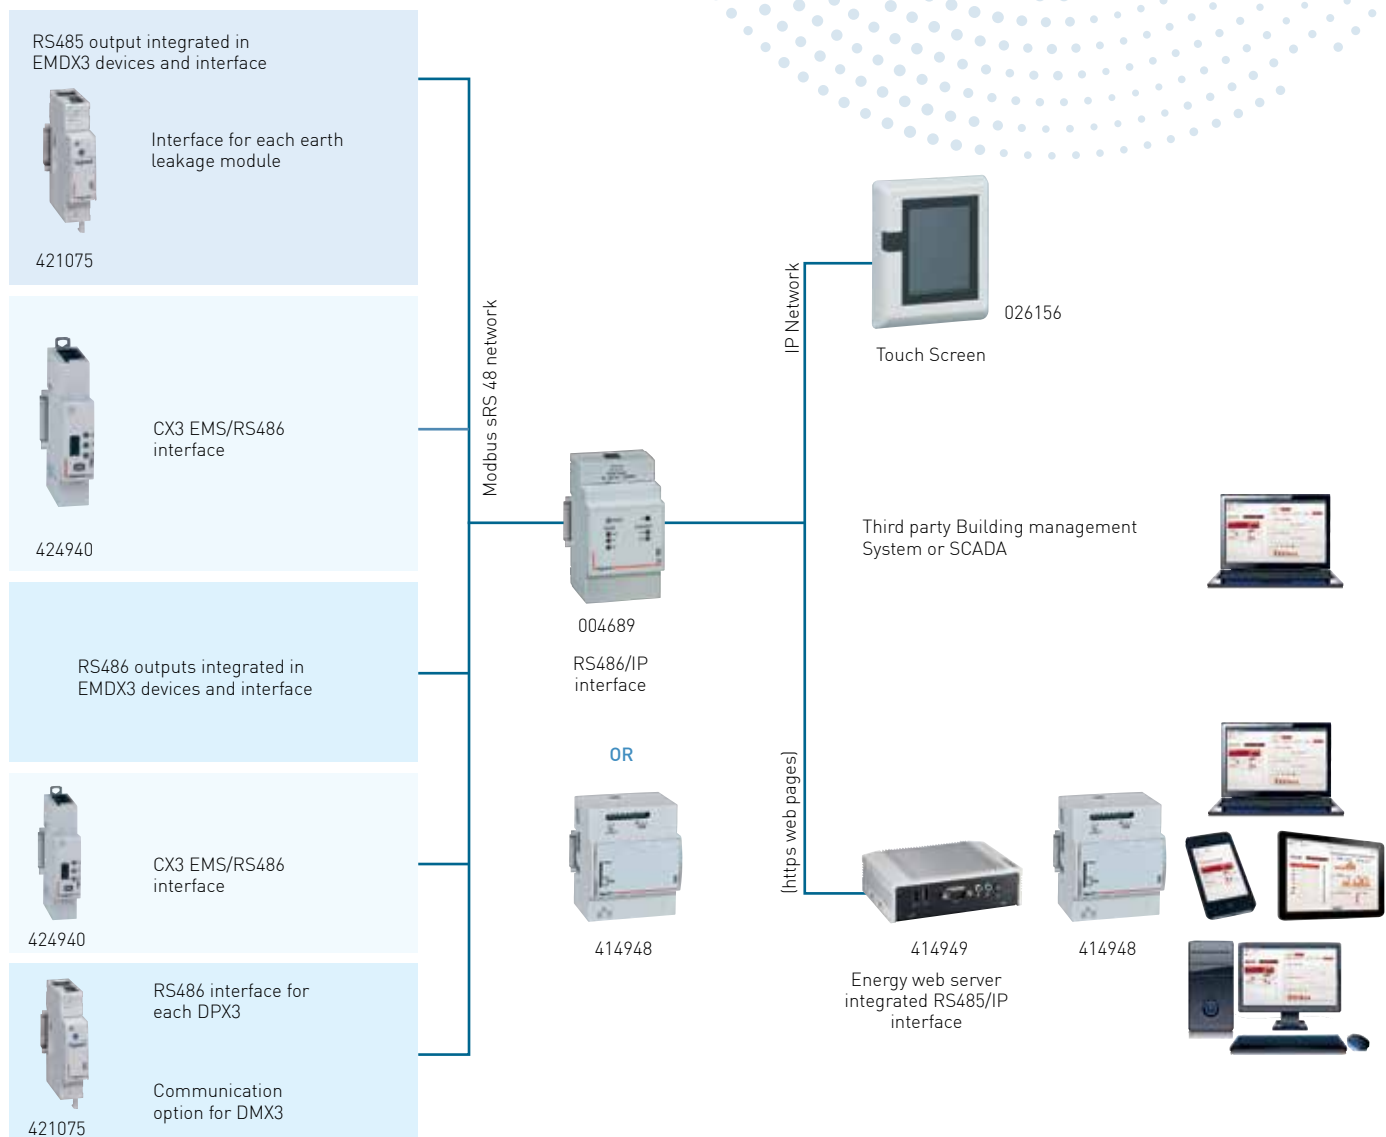 RS485 output integrated in
EMDX3 devices and interface
Interface for each earth
leakage module
421075
CX3 EMS/RS486
interface
424940
RS486 outputs integrated in
EMDX3 devices and interface
CX3 EMS/RS486
interface
424940
RS486 interface for
each DPX3
Communication
option for DMX3
421075
Modbus sRS 48 network
004689
RS486/IP
interface
OR
414948
IP Network
026156
Touch Screen
Third party Building management
System or SCADA
(https web pages)
414949
Energy web server
integrated RS485/IP
interface
414948